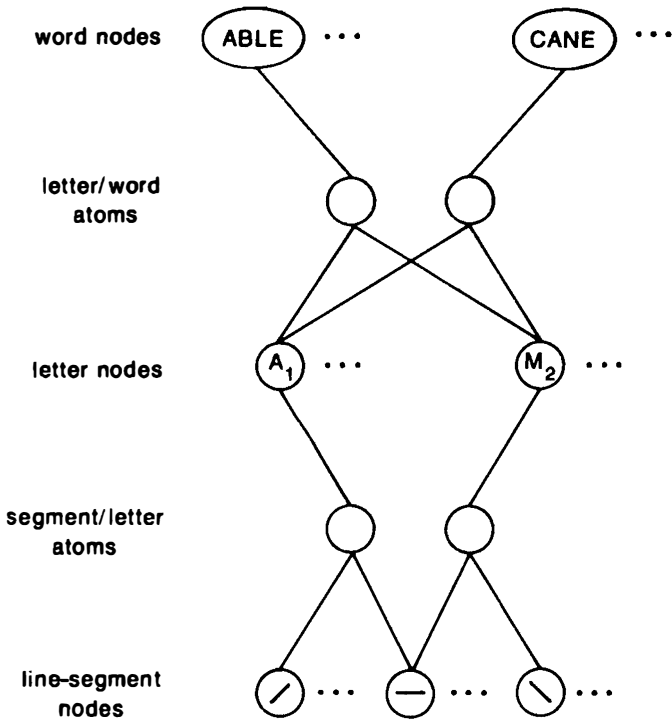 word nodes ABLE ... CANE ...
letter/word
atoms
letter nodes A1 ... M2 ...
segment/letter
atoms
line-segment
nodes ... ... ...